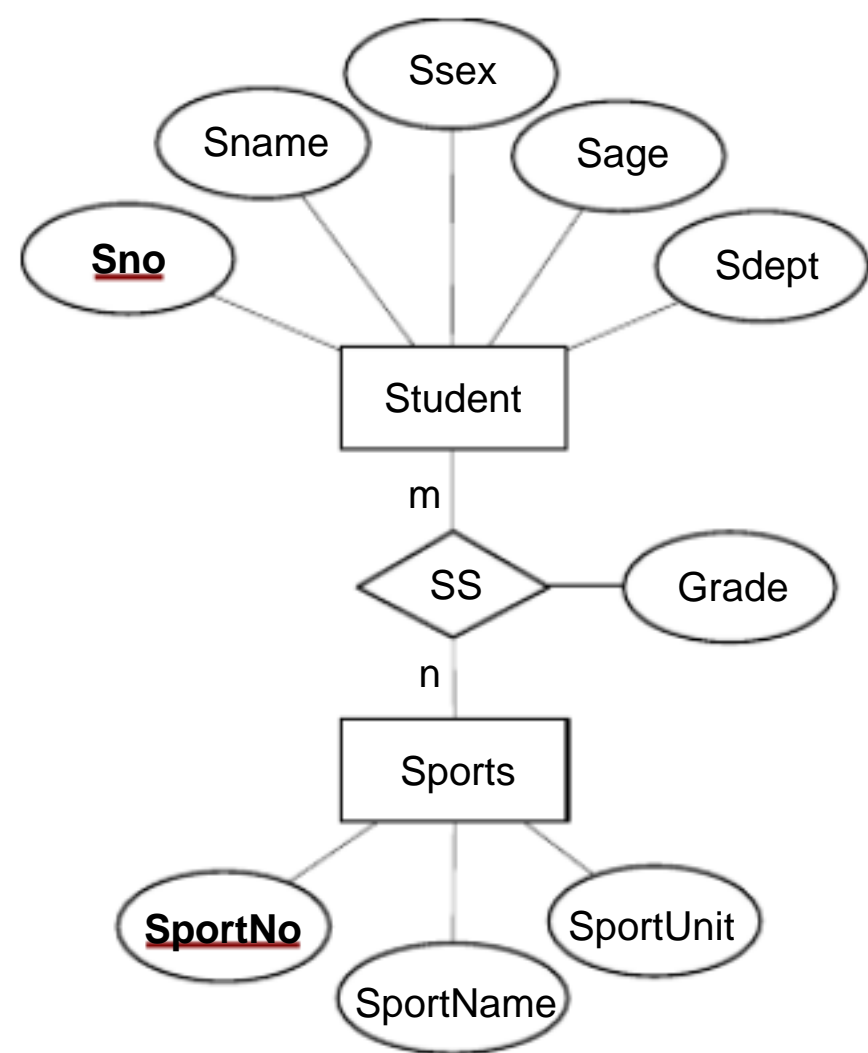 Ssex
Sname
Sage
Sno
Sdept
Student
m
SS
Grade
n
Sports
SportNo
SportUnit
SportName